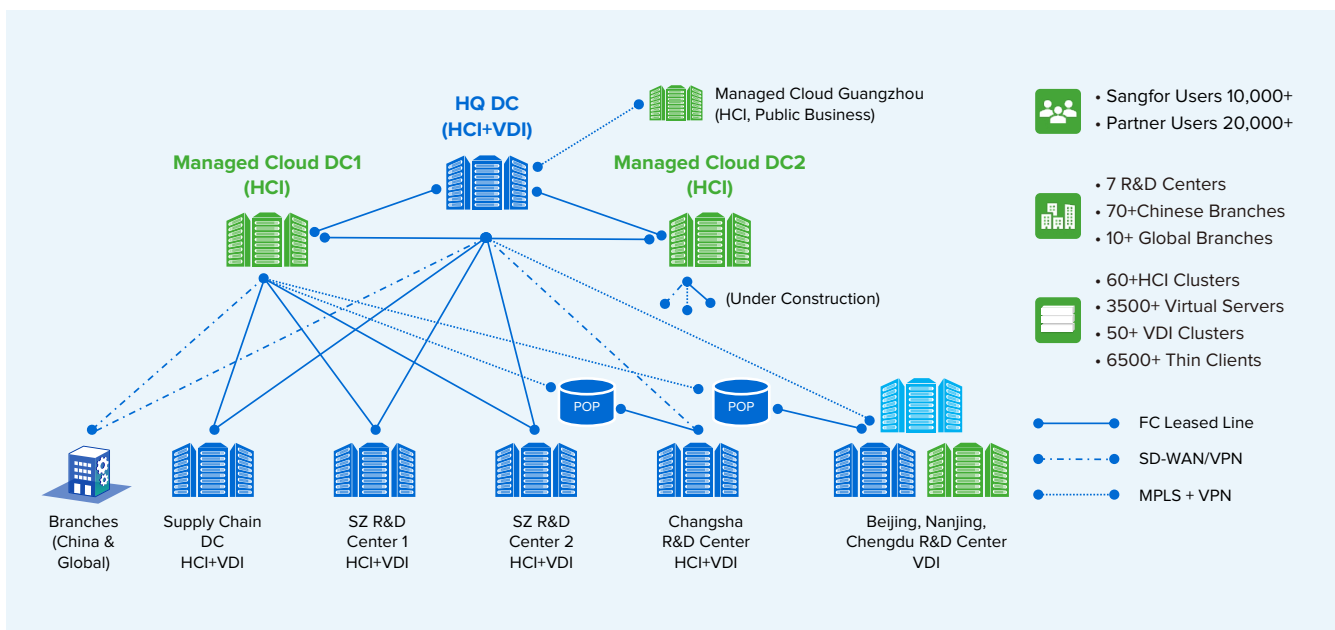 HQ DC
(HCI+VDI)
Managed Cloud Guangzhou
(HCI, Public Business)
Managed Cloud DC1
(HCI)
Managed Cloud DC2
(HCI)
(Under Construction)
POP
POP
Branches
(China &
Global)
Supply Chain
DC
HCI+VDI
SZ R&D
Center 1
HCI+VDI
SZ R&D
Center 2
HCI+VDI
Changsha
R&D Center
HCI+VDI
Beijing, Nanjing,
Chengdu R&D Center
VDI
• Sangfor Users 10,000+
• Partner Users 20,000+
• 7 R&D Centers
• 70+Chinese Branches
• 10+ Global Branches
• 60+HCI Clusters
• 3500+ Virtual Servers
• 50+ VDI Clusters
• 6500+ Thin Clients
FC Leased Line
SD-WAN/VPN
MPLS + VPN